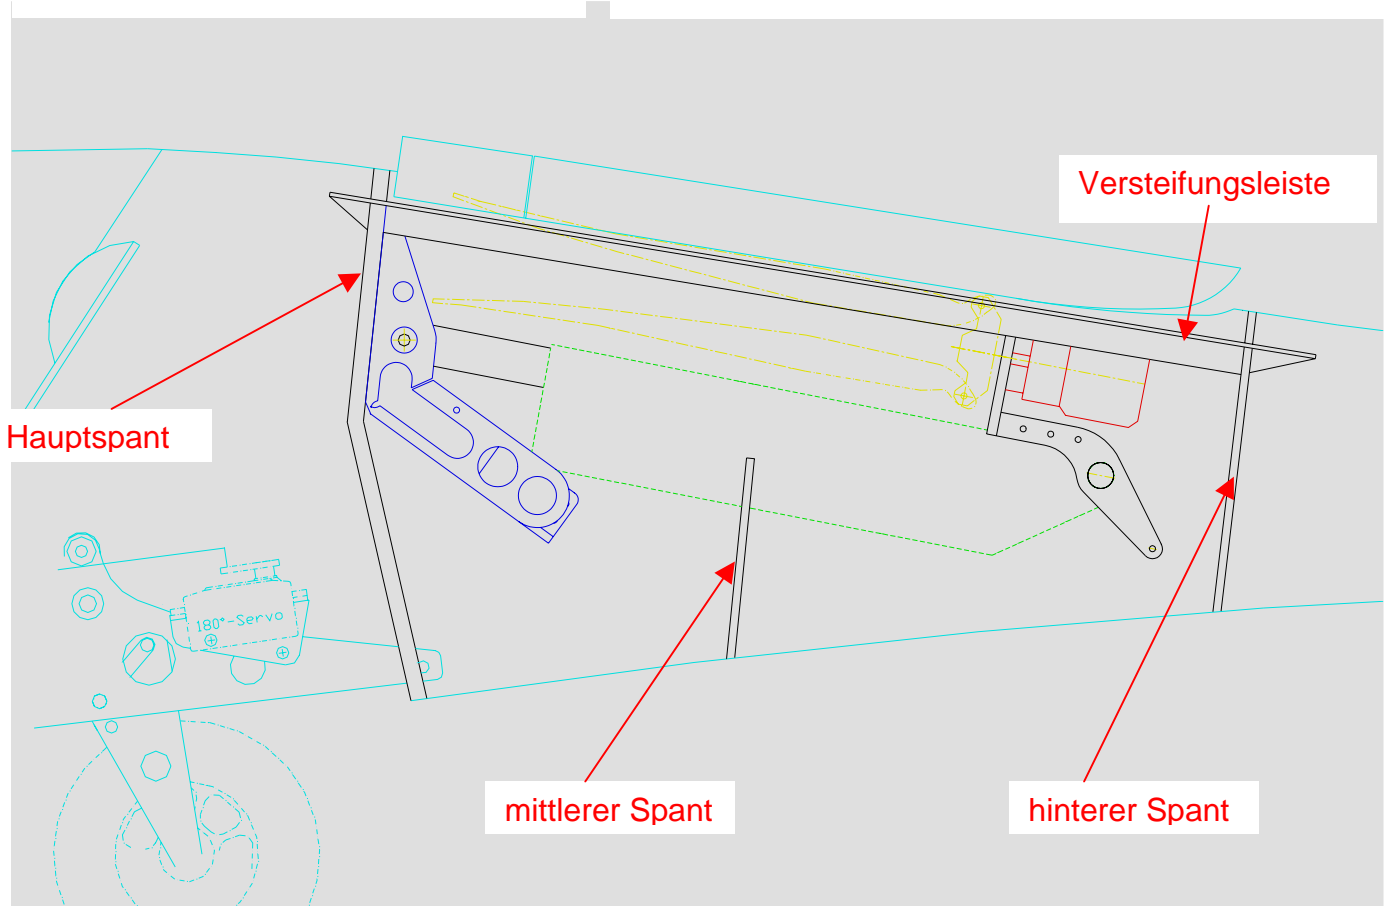 Versteifungsleiste
Hauptspant
180°-Servo
mittlerer Spant
hinterer Spant